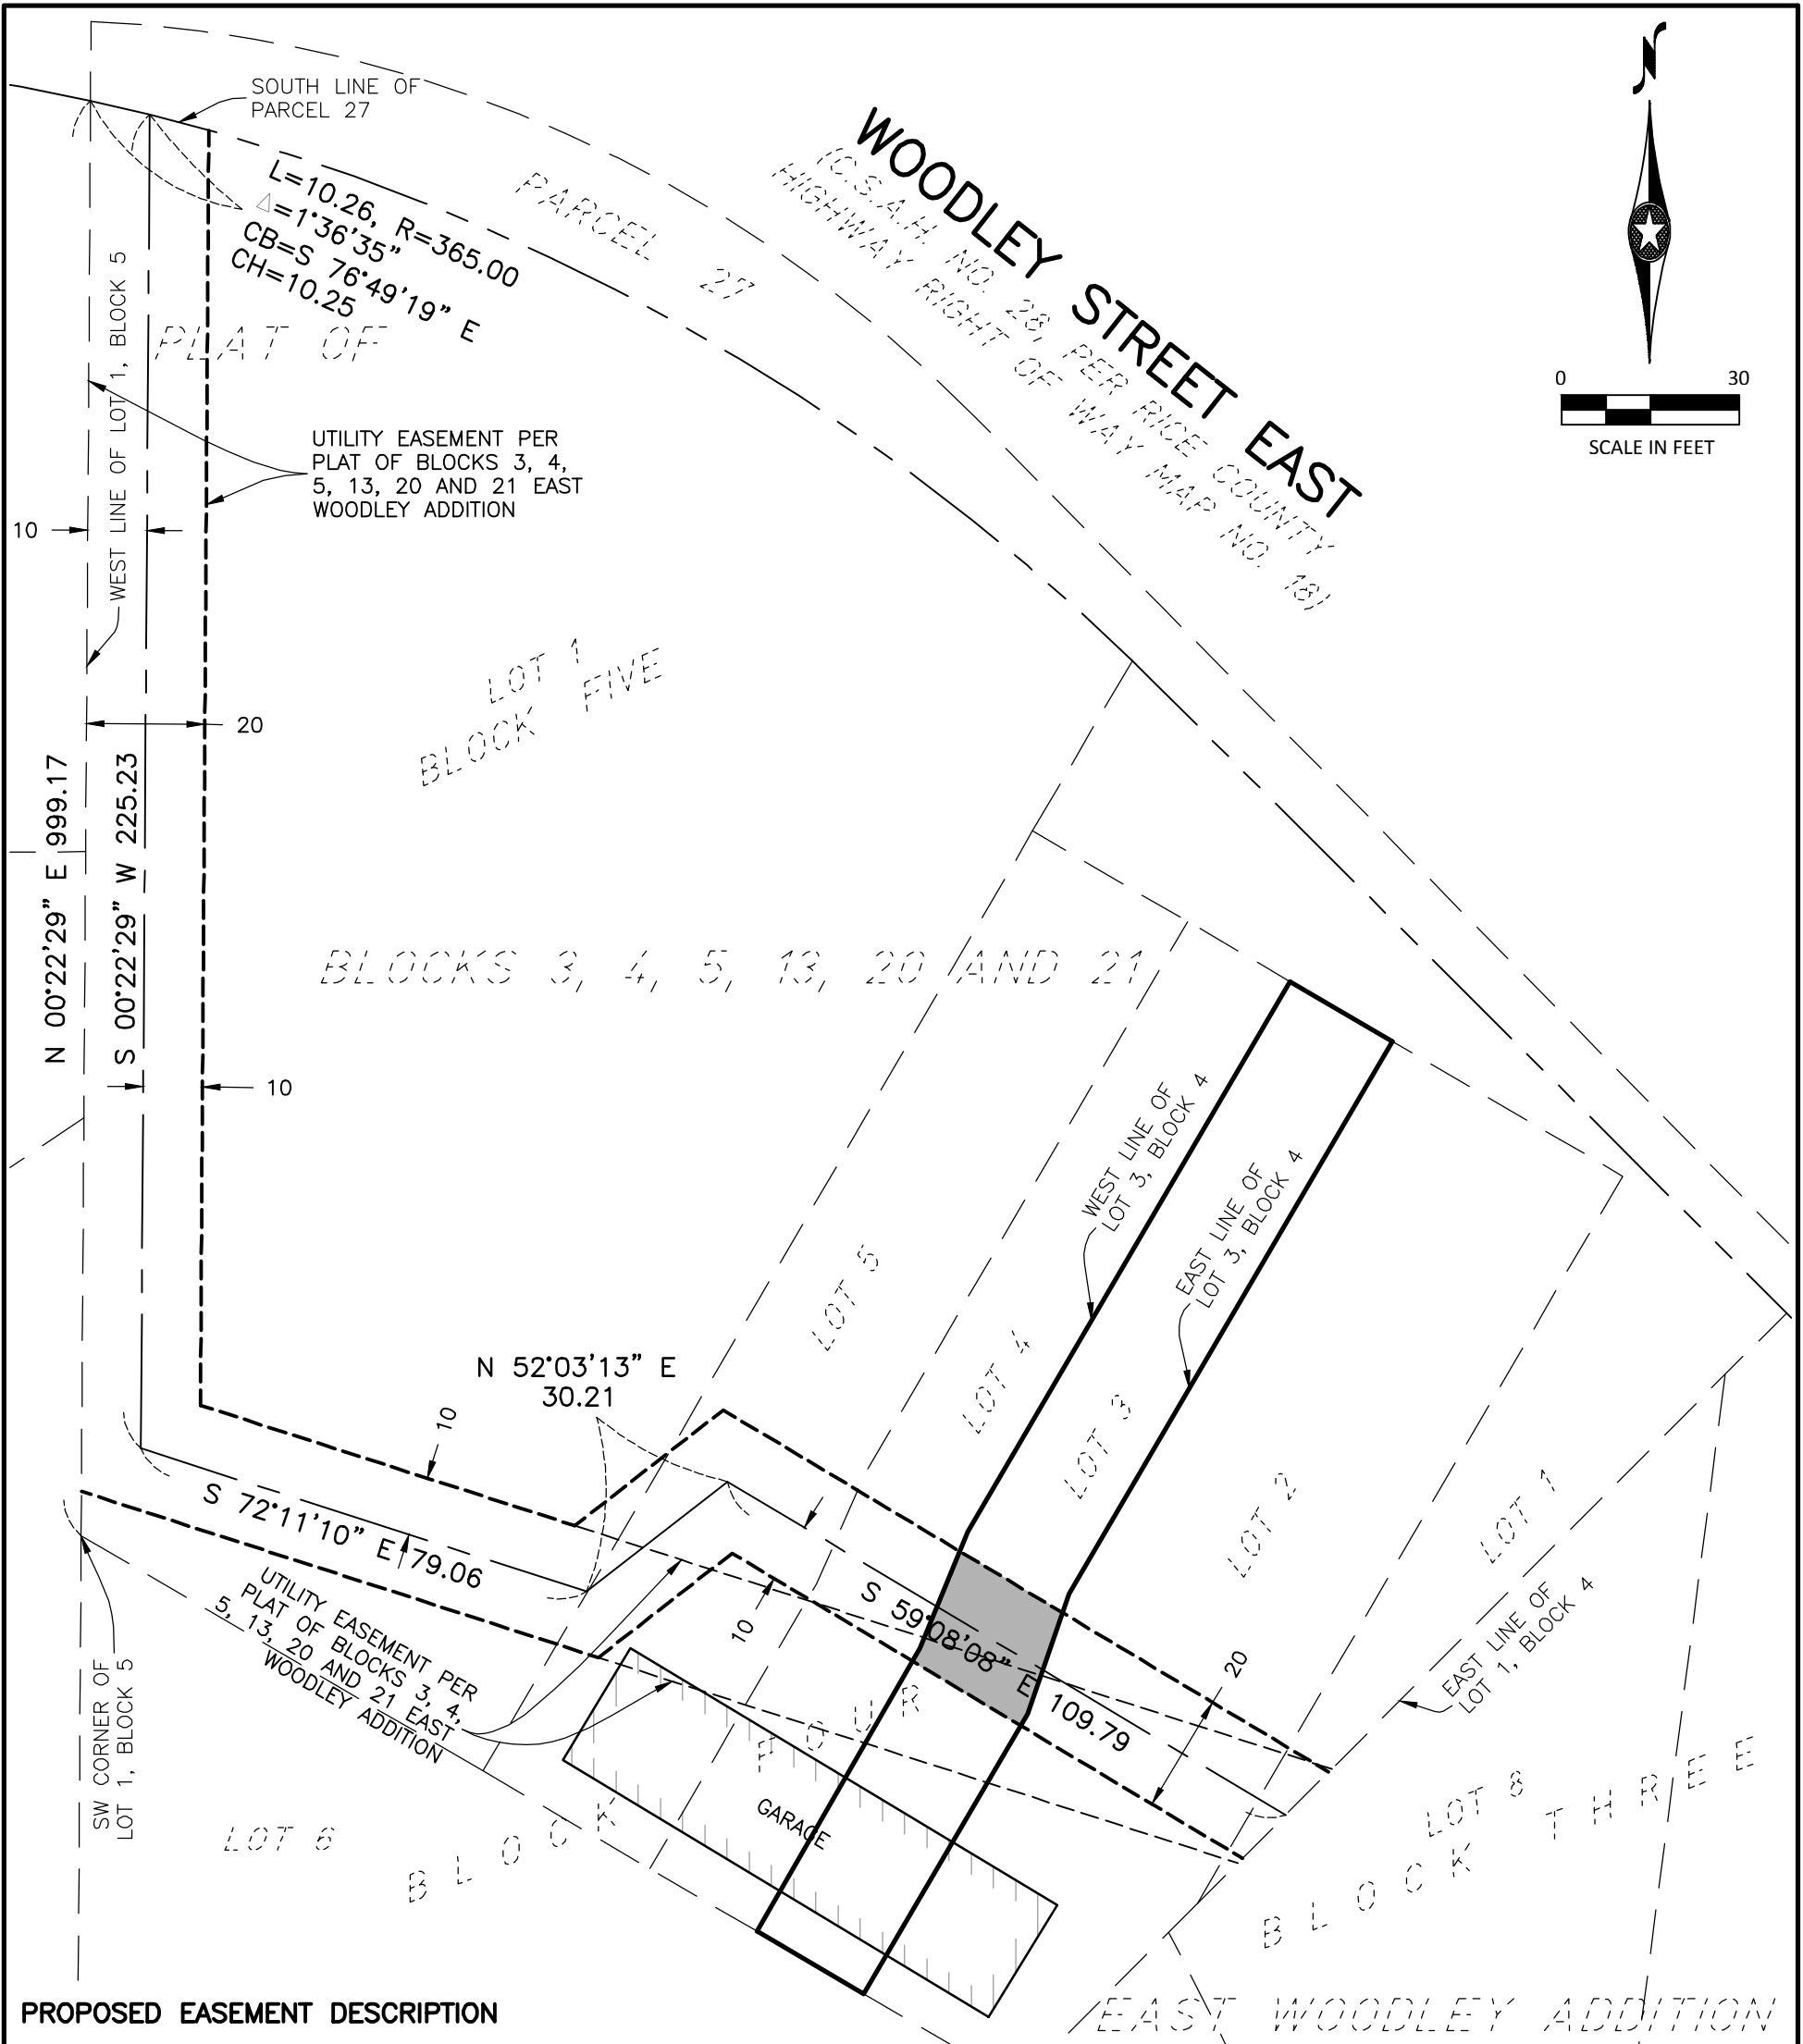 N
SOUTH LINE OF
PARCEL 27
WOODLEY STREET EAST
(C.S.A.H. NO. 28, PER RICE COUNTY
HIGHWAY RIGHT OF WAY MAP NO. 18)
L=10.26, R=365.00
△=1°36'35"
CB=S 76°49'19" E
CH=10.25
PARCEL 27
0 30
SCALE IN FEET
PLAT OF
WEST LINE OF LOT 1, BLOCK 5
UTILITY EASEMENT PER
PLAT OF BLOCKS 3, 4,
5, 13, 20 AND 21 EAST
WOODLEY ADDITION
10
LOT 1
BLOCK FIVE
20
N 00°22'29" E 999.17
S 00°22'29" W 225.23
BLOCKS 3, 4, 5, 13, 20 AND 21
10
WEST LINE OF
LOT 3, BLOCK 4
EAST LINE OF
LOT 3, BLOCK 4
LOT 5
LOT 4
LOT 3
LOT 2
LOT 1
N 52°03'13" E
30.21
10
S 72°11'10" E 79.06
UTILITY EASEMENT PER
PLAT OF BLOCKS 3, 4,
5, 13, 20 AND 21 EAST
WOODLEY ADDITION
10
S 59°08'08" E 109.79
20
EAST LINE OF
LOT 1, BLOCK 4
SW CORNER OF
LOT 1, BLOCK 5
GARAGE
LOT 6
BLOCK FOUR
LOT 8
BLOCK THREE
PROPOSED EASEMENT DESCRIPTION
EAST WOODLEY ADDITION